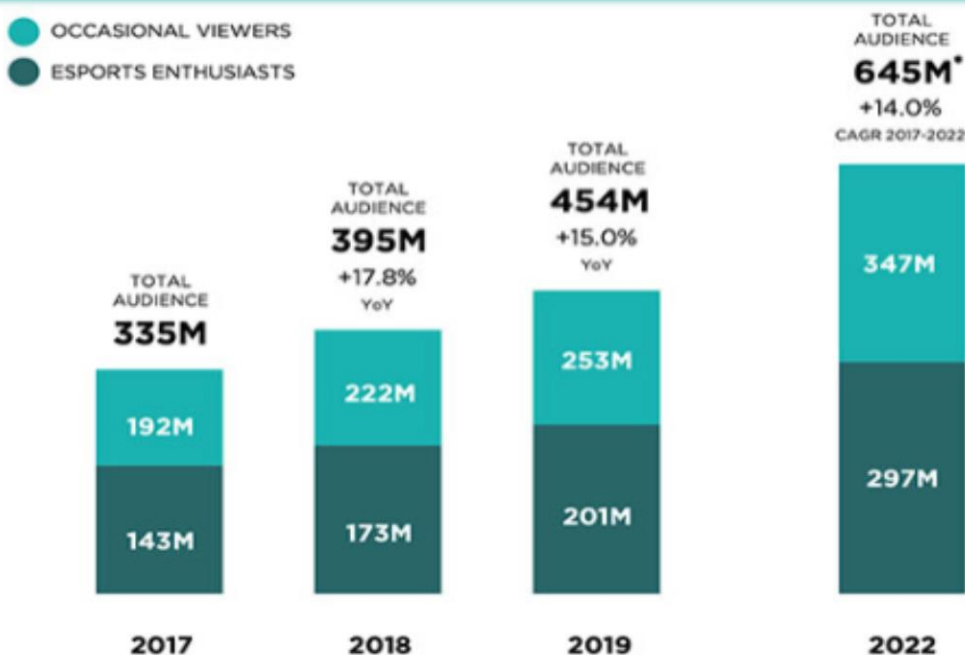 OCCASIONAL VIEWERS
ESPORTS ENTHUSIASTS
TOTAL
AUDIENCE
335M
192M
143M
2017
TOTAL
AUDIENCE
395M
+17.8%
YoY
222M
173M
2018
TOTAL
AUDIENCE
454M
+15.0%
YoY
253M
201M
2019
TOTAL
AUDIENCE
645M*
+14.0%
CAGR 2017-2022
347M
297M
2022